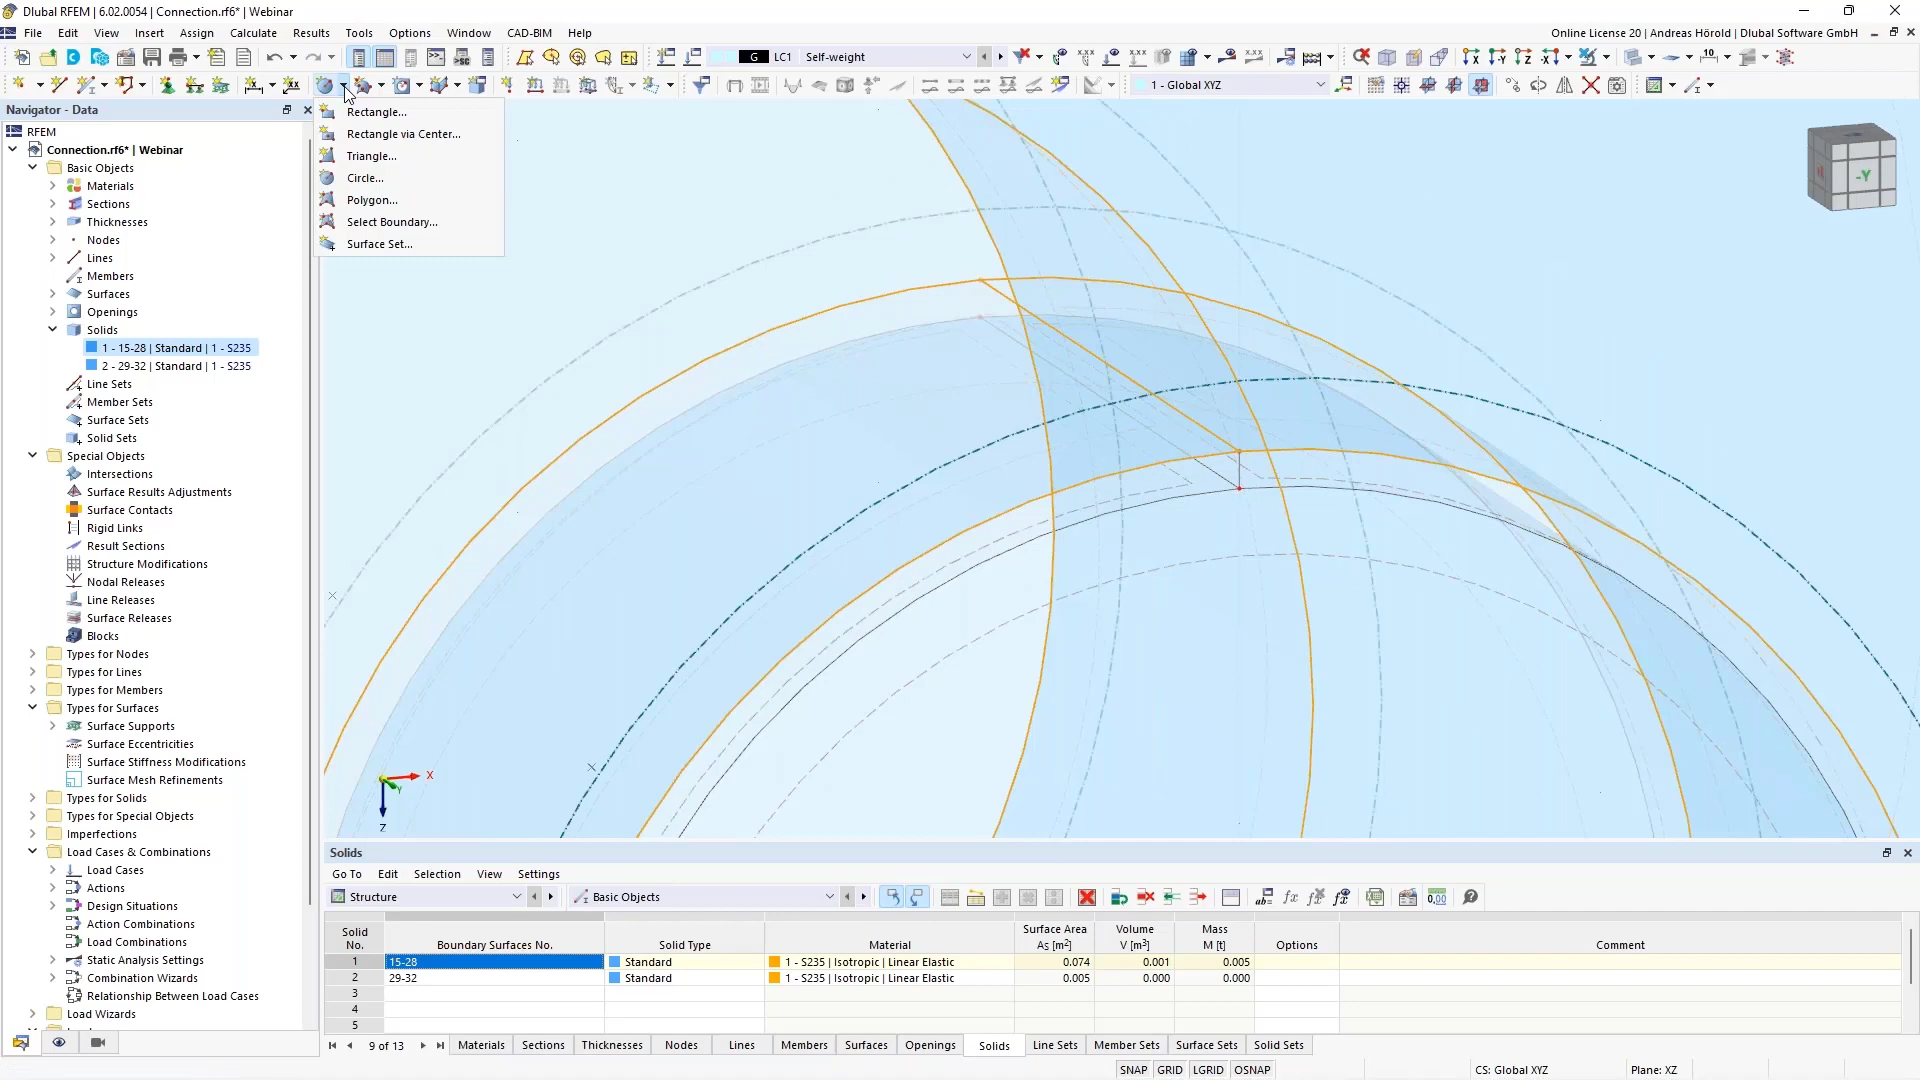 Dlubal RFEM | 6.02.0054 | Connection.rf6* | Webinar
File Edit View Insert Assign Calculate Results Tools Options Window CAD-BIM Help
Online License 20 | Andreas Hörold | Dlubal Software GmbH
G LC1 Self-weight
1 - Global XYZ
Navigator - Data
RFEM
Connection.rf6* | Webinar
Basic Objects
Materials
Sections
Thicknesses
Nodes
Lines
Members
Surfaces
Openings
Solids
1 - 15-28 | Standard | 1 - S235
2 - 29-32 | Standard | 1 - S235
Line Sets
Member Sets
Surface Sets
Solid Sets
Special Objects
Intersections
Surface Results Adjustments
Surface Contacts
Rigid Links
Result Sections
Structure Modifications
Nodal Releases
Line Releases
Surface Releases
Blocks
Types for Nodes
Types for Lines
Types for Members
Types for Surfaces
Surface Supports
Surface Eccentricities
Surface Stiffness Modifications
Surface Mesh Refinements
Types for Solids
Types for Special Objects
Imperfections
Load Cases & Combinations
Load Cases
Actions
Design Situations
Action Combinations
Load Combinations
Static Analysis Settings
Combination Wizards
Relationship Between Load Cases
Load Wizards
Rectangle...
Rectangle via Center...
Triangle...
Circle...
Polygon...
Select Boundary...
Surface Set...
-Y
X
Y
Z
Solids
Go To Edit Selection View Settings
Structure
Basic Objects
Solid No.
Boundary Surfaces No.
Solid Type
Material
Surface Area As [m²]
Volume V [m³]
Mass M [t]
Options
Comment
1 15-28 Standard 1 - S235 | Isotropic | Linear Elastic 0.074 0.001 0.005
2 29-32 Standard 1 - S235 | Isotropic | Linear Elastic 0.005 0.000 0.000
3
4
5
9 of 13 Materials Sections Thicknesses Nodes Lines Members Surfaces Openings Solids Line Sets Member Sets Surface Sets Solid Sets
SNAP GRID LGRID OSNAP
CS: Global XYZ
Plane: XZ